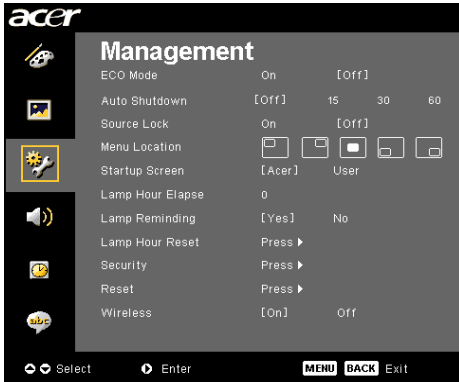 acer
Management
ECO Mode On [Off]
Auto Shutdown [Off] 15 30 60
Source Lock On [Off]
Menu Location
Startup Screen [Acer] User
Lamp Hour Elapse 0
Lamp Reminding [Yes] No
Lamp Hour Reset Press
Security Press
Reset Press
Wireless [On] Off
abc
Select Enter MENU BACK Exit